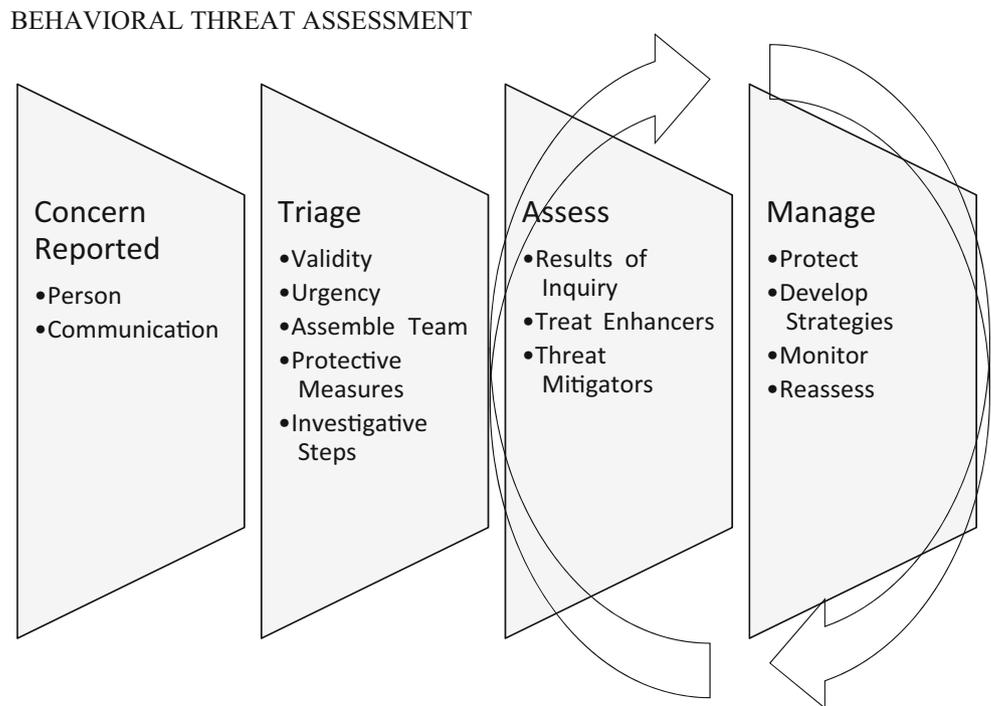 BEHAVIORAL THREAT ASSESSMENT
Concern
Reported
•Person
•Communication
Triage
•Validity
•Urgency
•Assemble Team
•Protective
Measures
•Investigative
Steps
Assess
•Results of
Inquiry
•Treat Enhancers
•Threat
Mitigators
Manage
•Protect
•Develop
Strategies
•Monitor
•Reassess